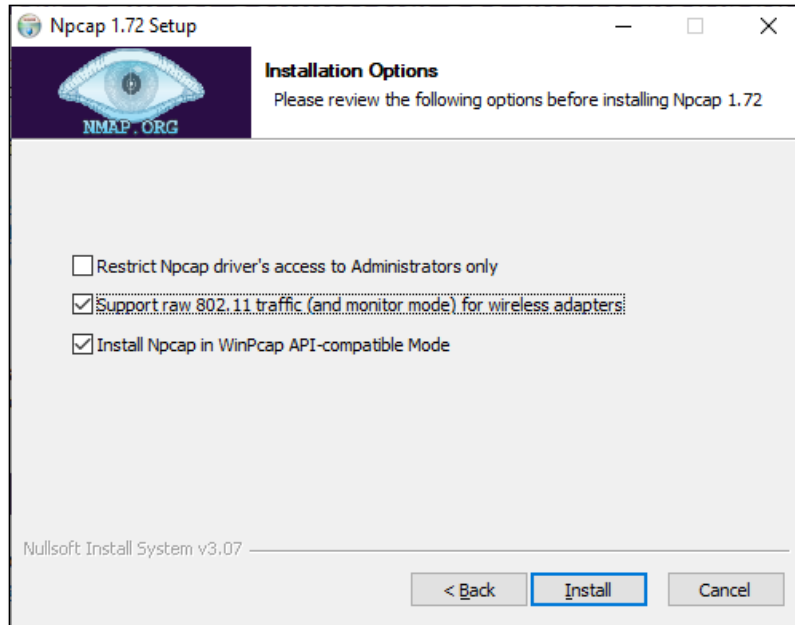 Npcap 1.72 Setup
NMAP.ORG
Installation Options
Please review the following options before installing Npcap 1.72
Restrict Npcap driver's access to Administrators only
Support raw 802.11 traffic (and monitor mode) for wireless adapters
Install Npcap in WinPcap API-compatible Mode
Nullsoft Install System v3.07
< Back
Install
Cancel